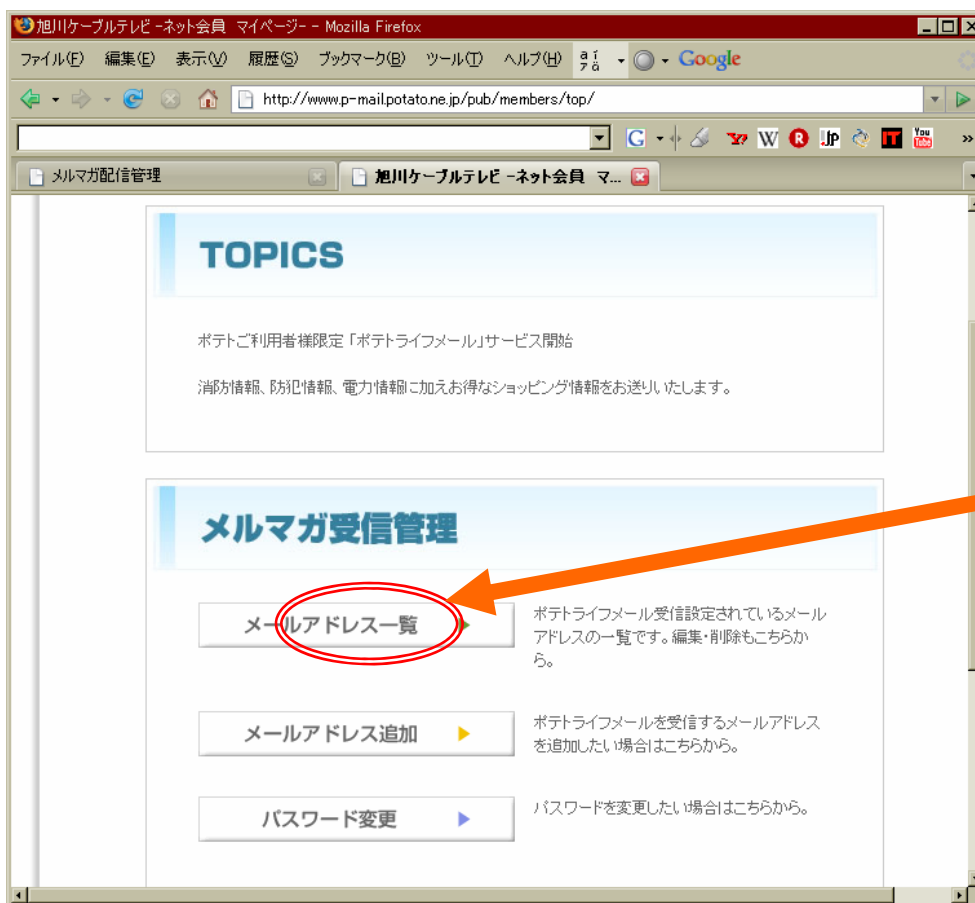 旭川ケーブルテレビ -ネット会員 マイページ- - Mozilla Firefox
ファイル(F) 編集(E) 表示(V) 履歴(S) ブックマーク(B) ツール(T) ヘルプ(H) Google
http://www.p-mail.potato.ne.jp/pub/members/top/
G W R JP IT You Tube »
メルマガ配信管理 旭川ケーブルテレビ -ネット会員 マ...
TOPICS
ポテトご利用者様限定「ポテトライフメール」サービス開始
消防情報、防犯情報、電力情報に加えお得なショッピング情報をお送りいたします。
メルマガ受信管理
メールアドレス一覧
ポテトライフメール受信設定されているメール
アドレスの一覧です。編集・削除もこちらか
ら。
メールアドレス追加
ポテトライフメールを受信するメールアドレス
を追加したい場合はこちらから。
パスワード変更
パスワードを変更したい場合はこちらから。